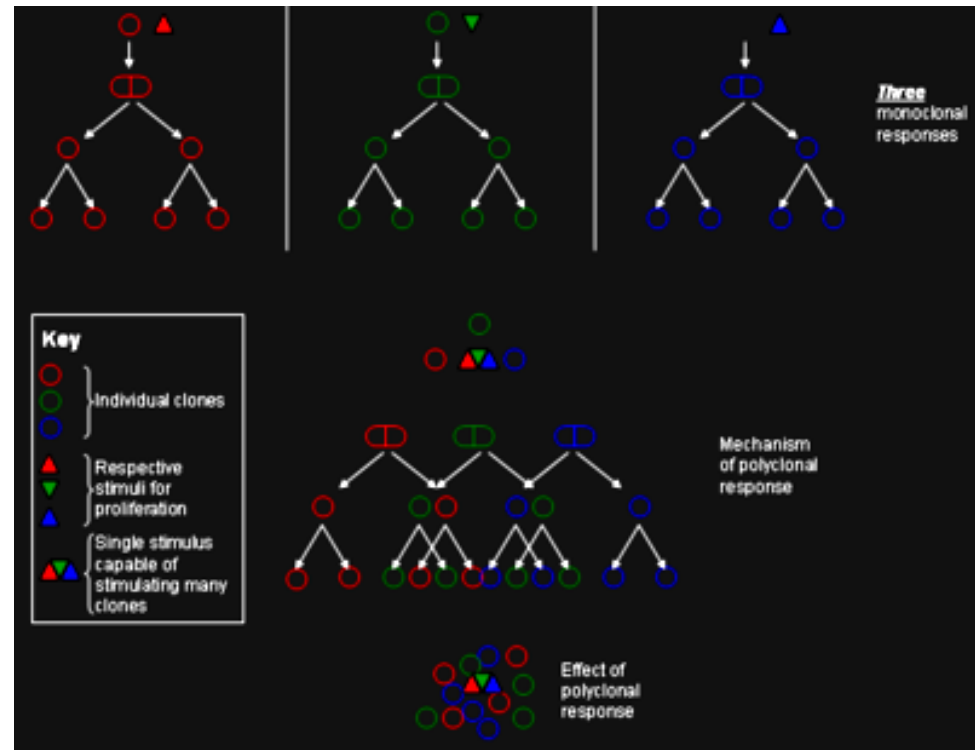 Three
monoclonal
responses
Key
Individual clones
Respective
stimuli for
proliferation
Single stimulus
capable of
stimulating many
clones
Mechanism
of polyclonal
response
Effect of
polyclonal
response